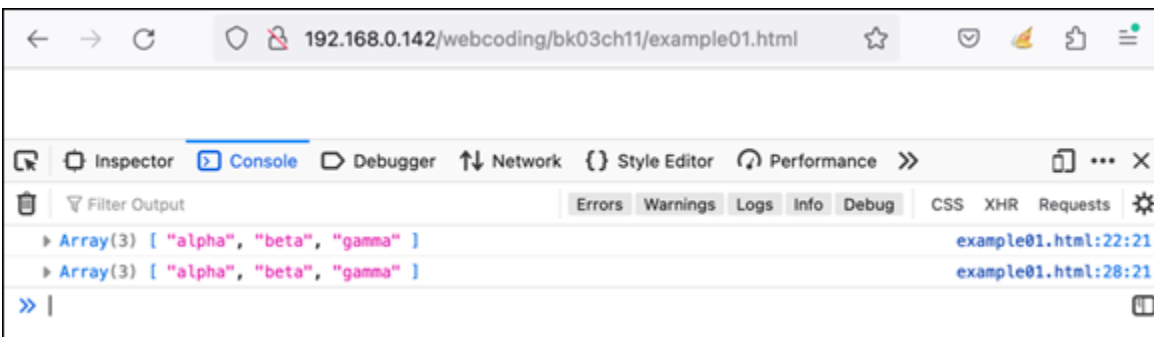 192.168.0.142/webcoding/bk03ch11/example01.html
Inspector Console Debugger Network {} Style Editor Performance
Filter Output Errors Warnings Logs Info Debug CSS XHR Requests
Array(3) [ "alpha", "beta", "gamma" ] example01.html:22:21
Array(3) [ "alpha", "beta", "gamma" ] example01.html:28:21